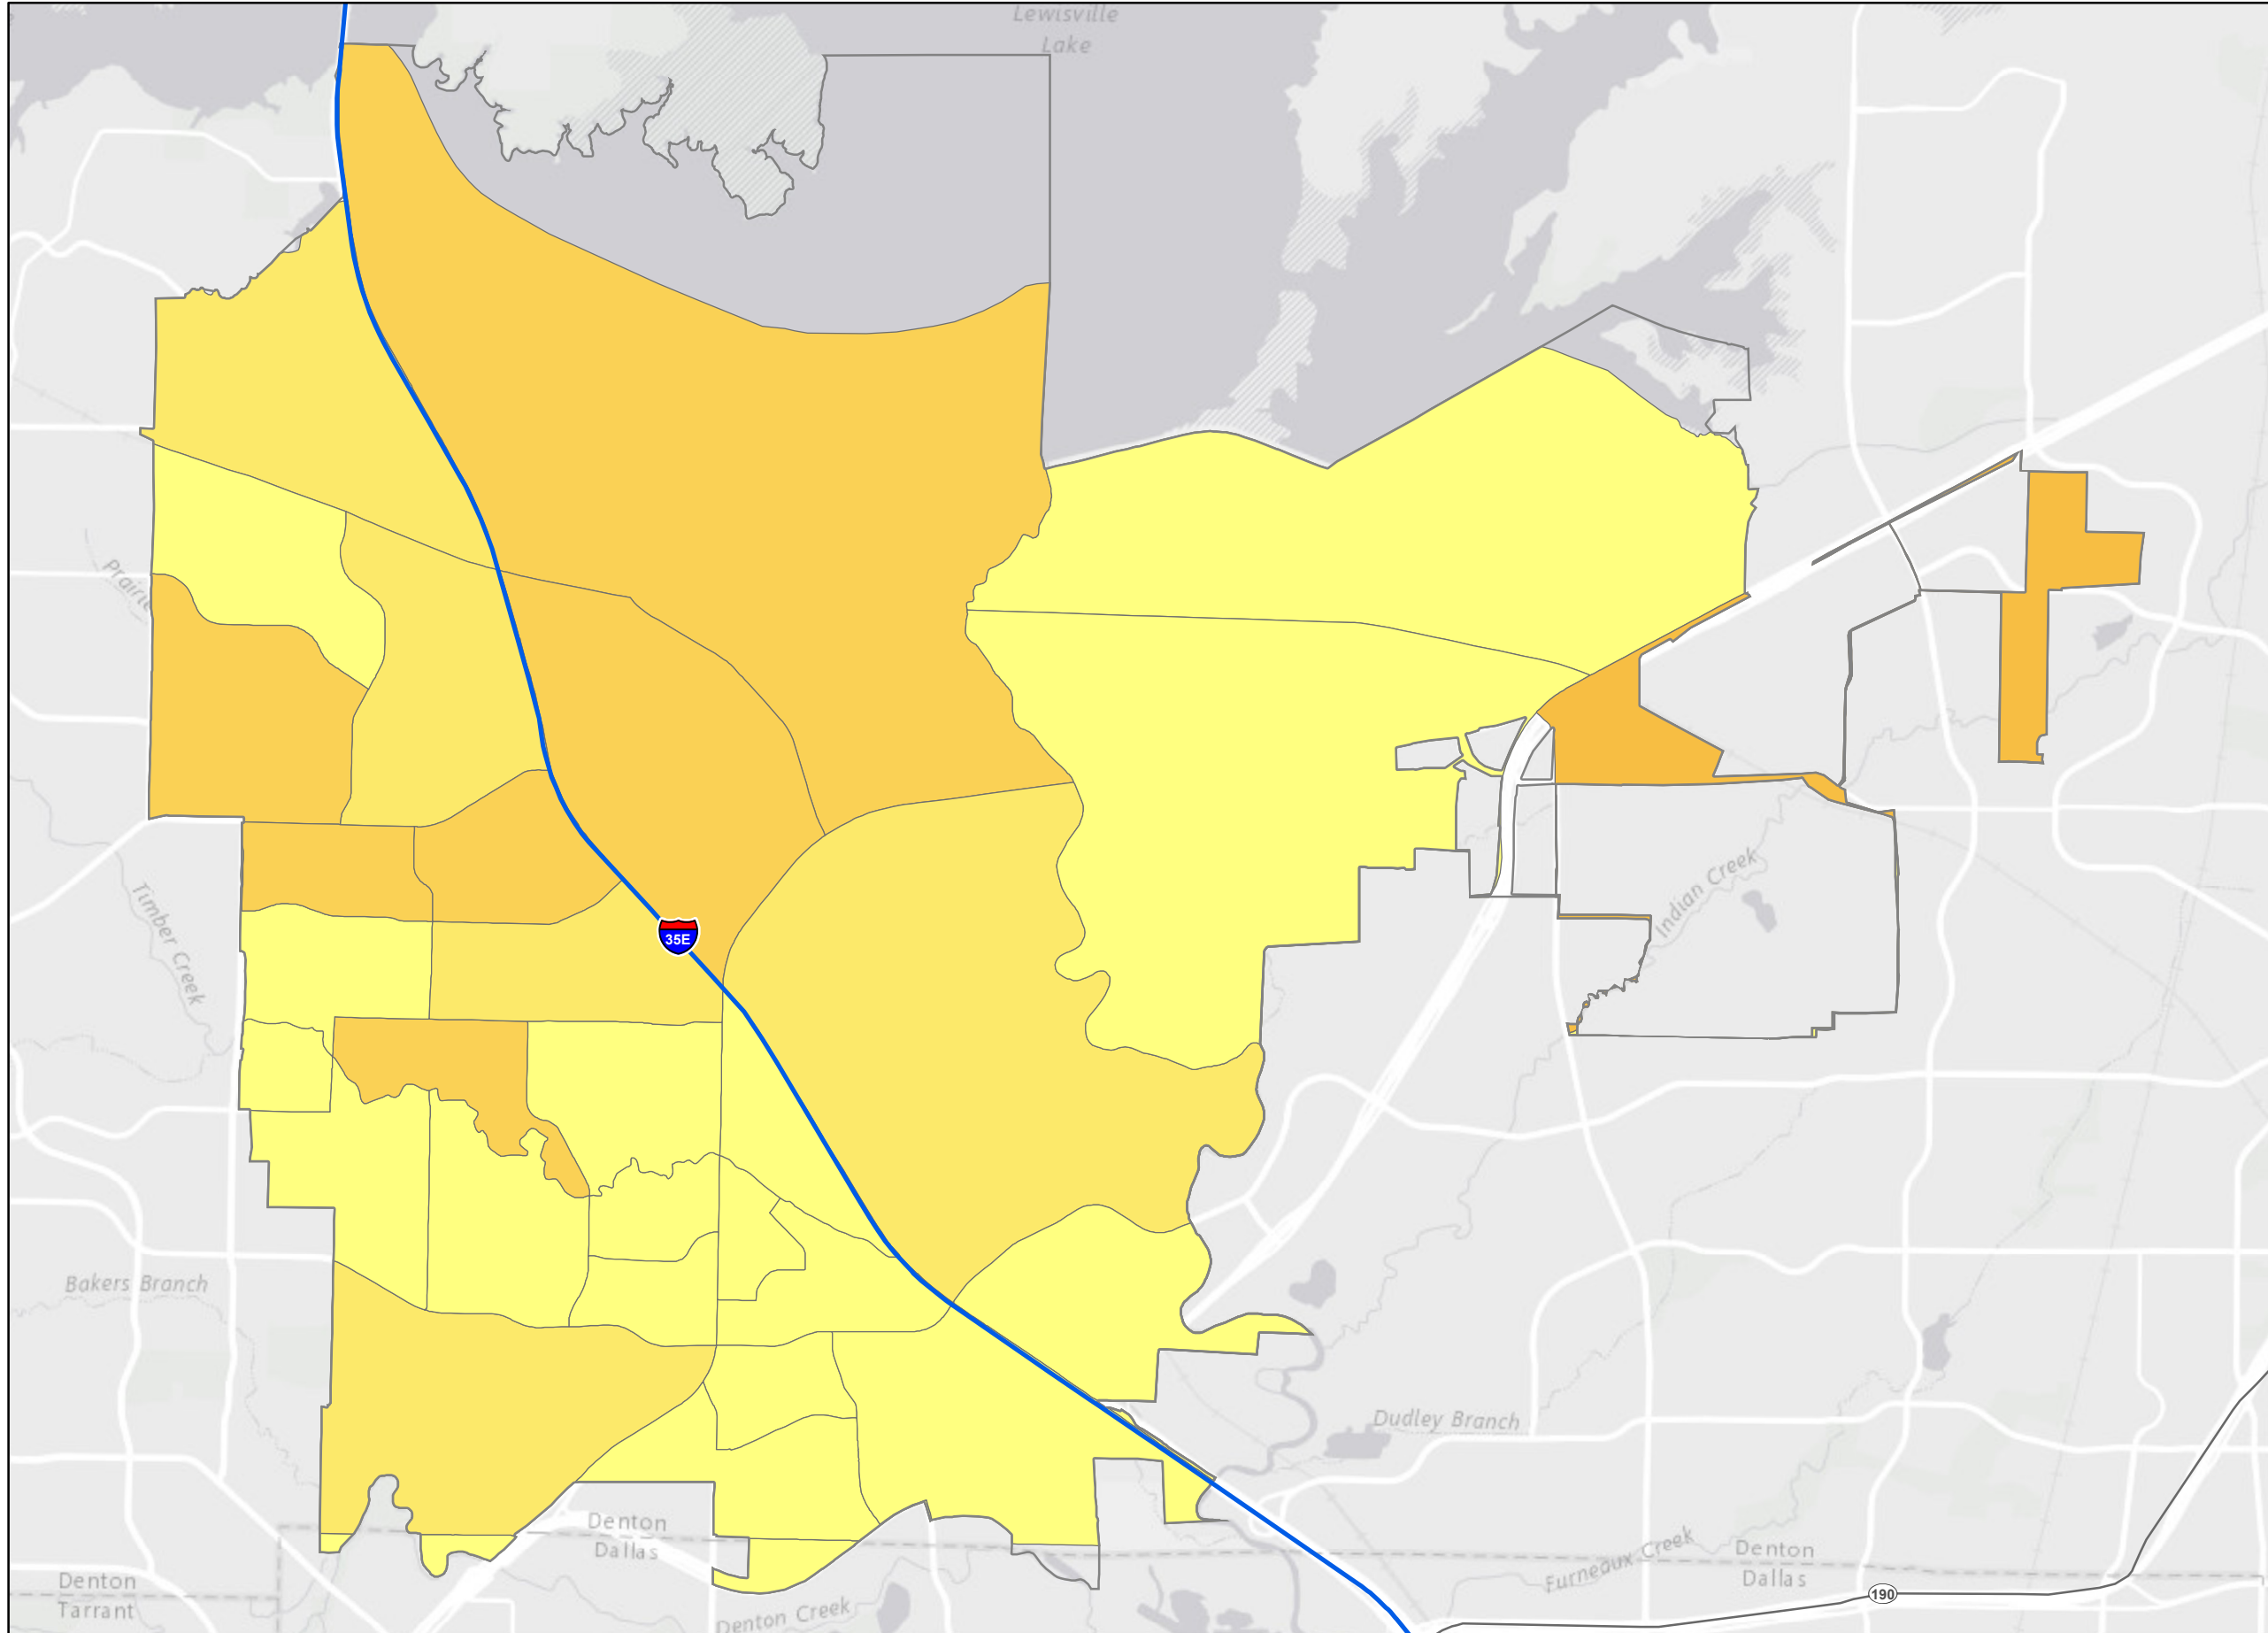 Lewisville
Lake
Prairie
Timber Creek
35E
Indian Creek
Bakers Branch
Dudley Branch
Denton
Dallas
Denton
Dallas
Furneaux Creek
Denton
Tarrant
190
Denton Creek